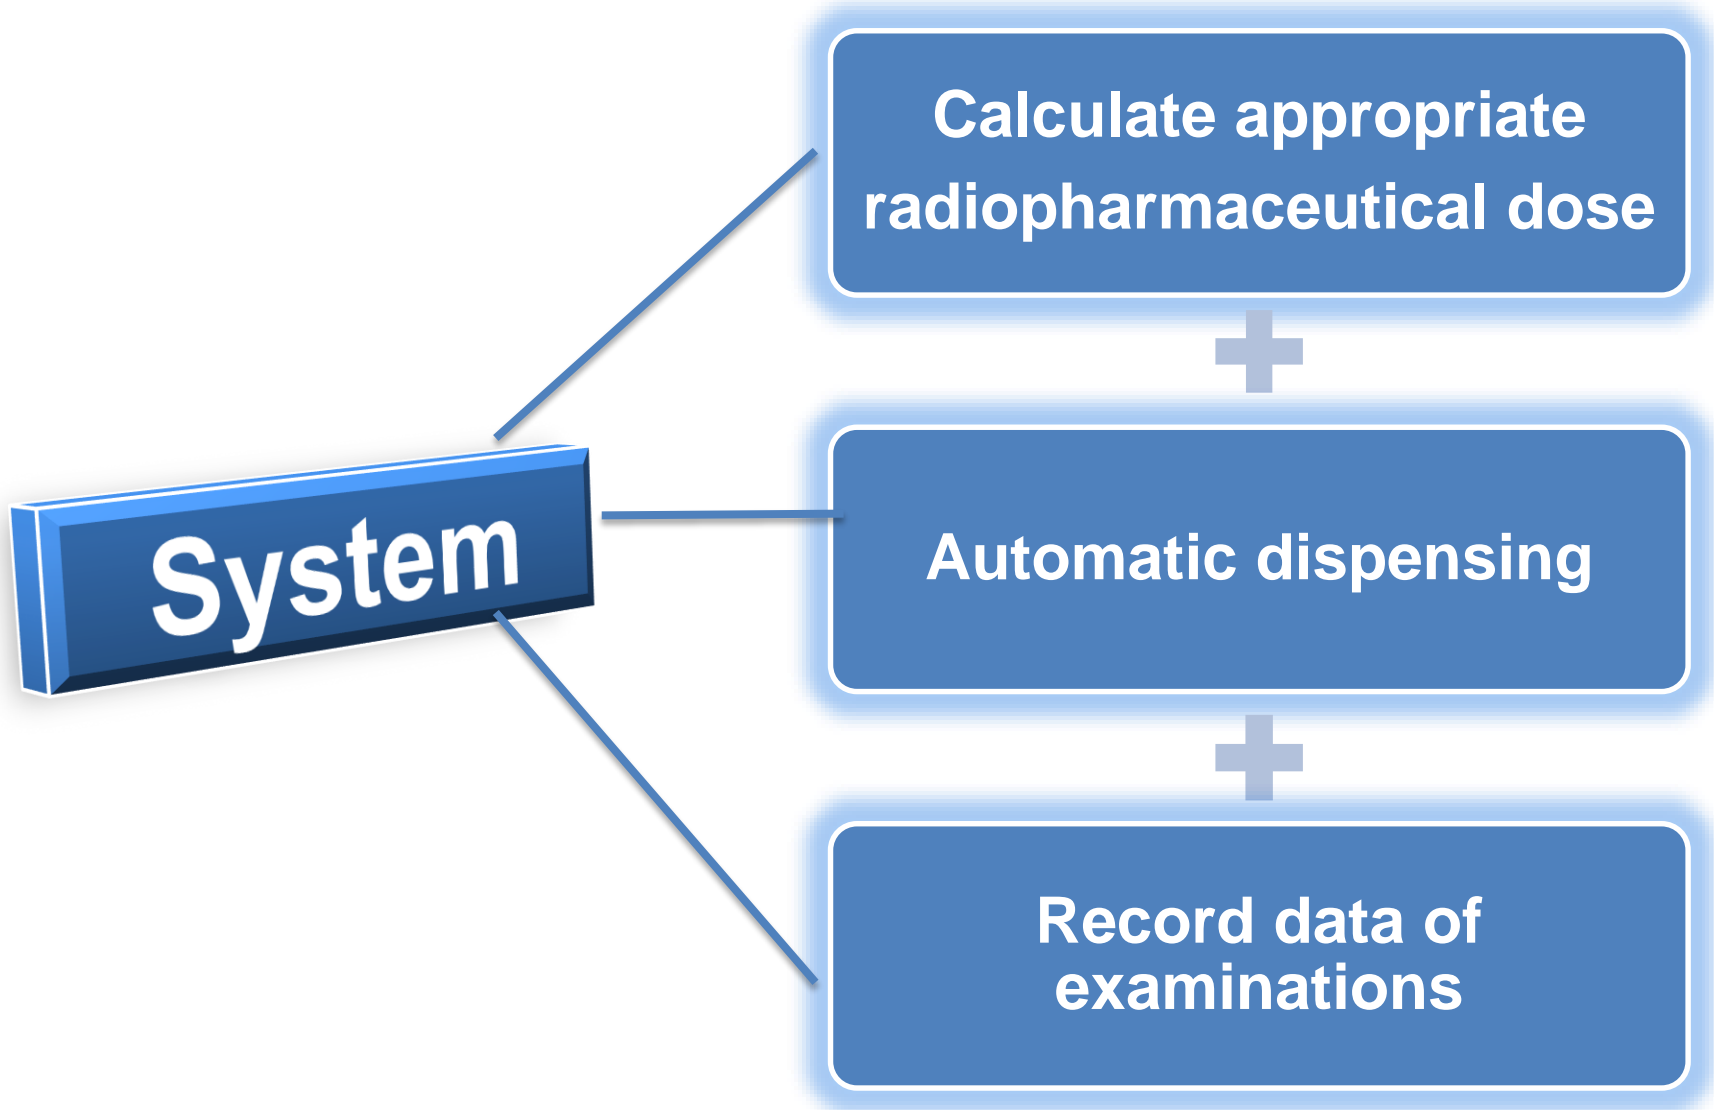 Calculate appropriate
radiopharmaceutical dose
System
Automatic dispensing
Record data of
examinations